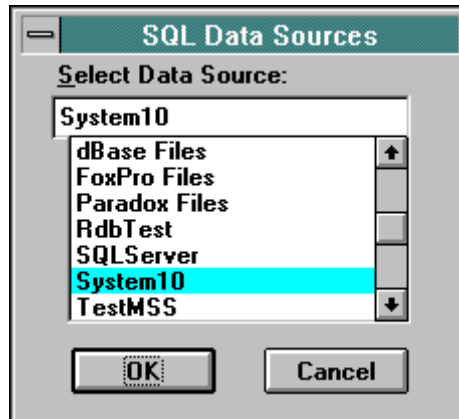 SQL Data Sources
Select Data Source:
System10
dBase Files
FoxPro Files
Paradox Files
RdbTest
SQLServer
System10
TestMSS
OK
Cancel